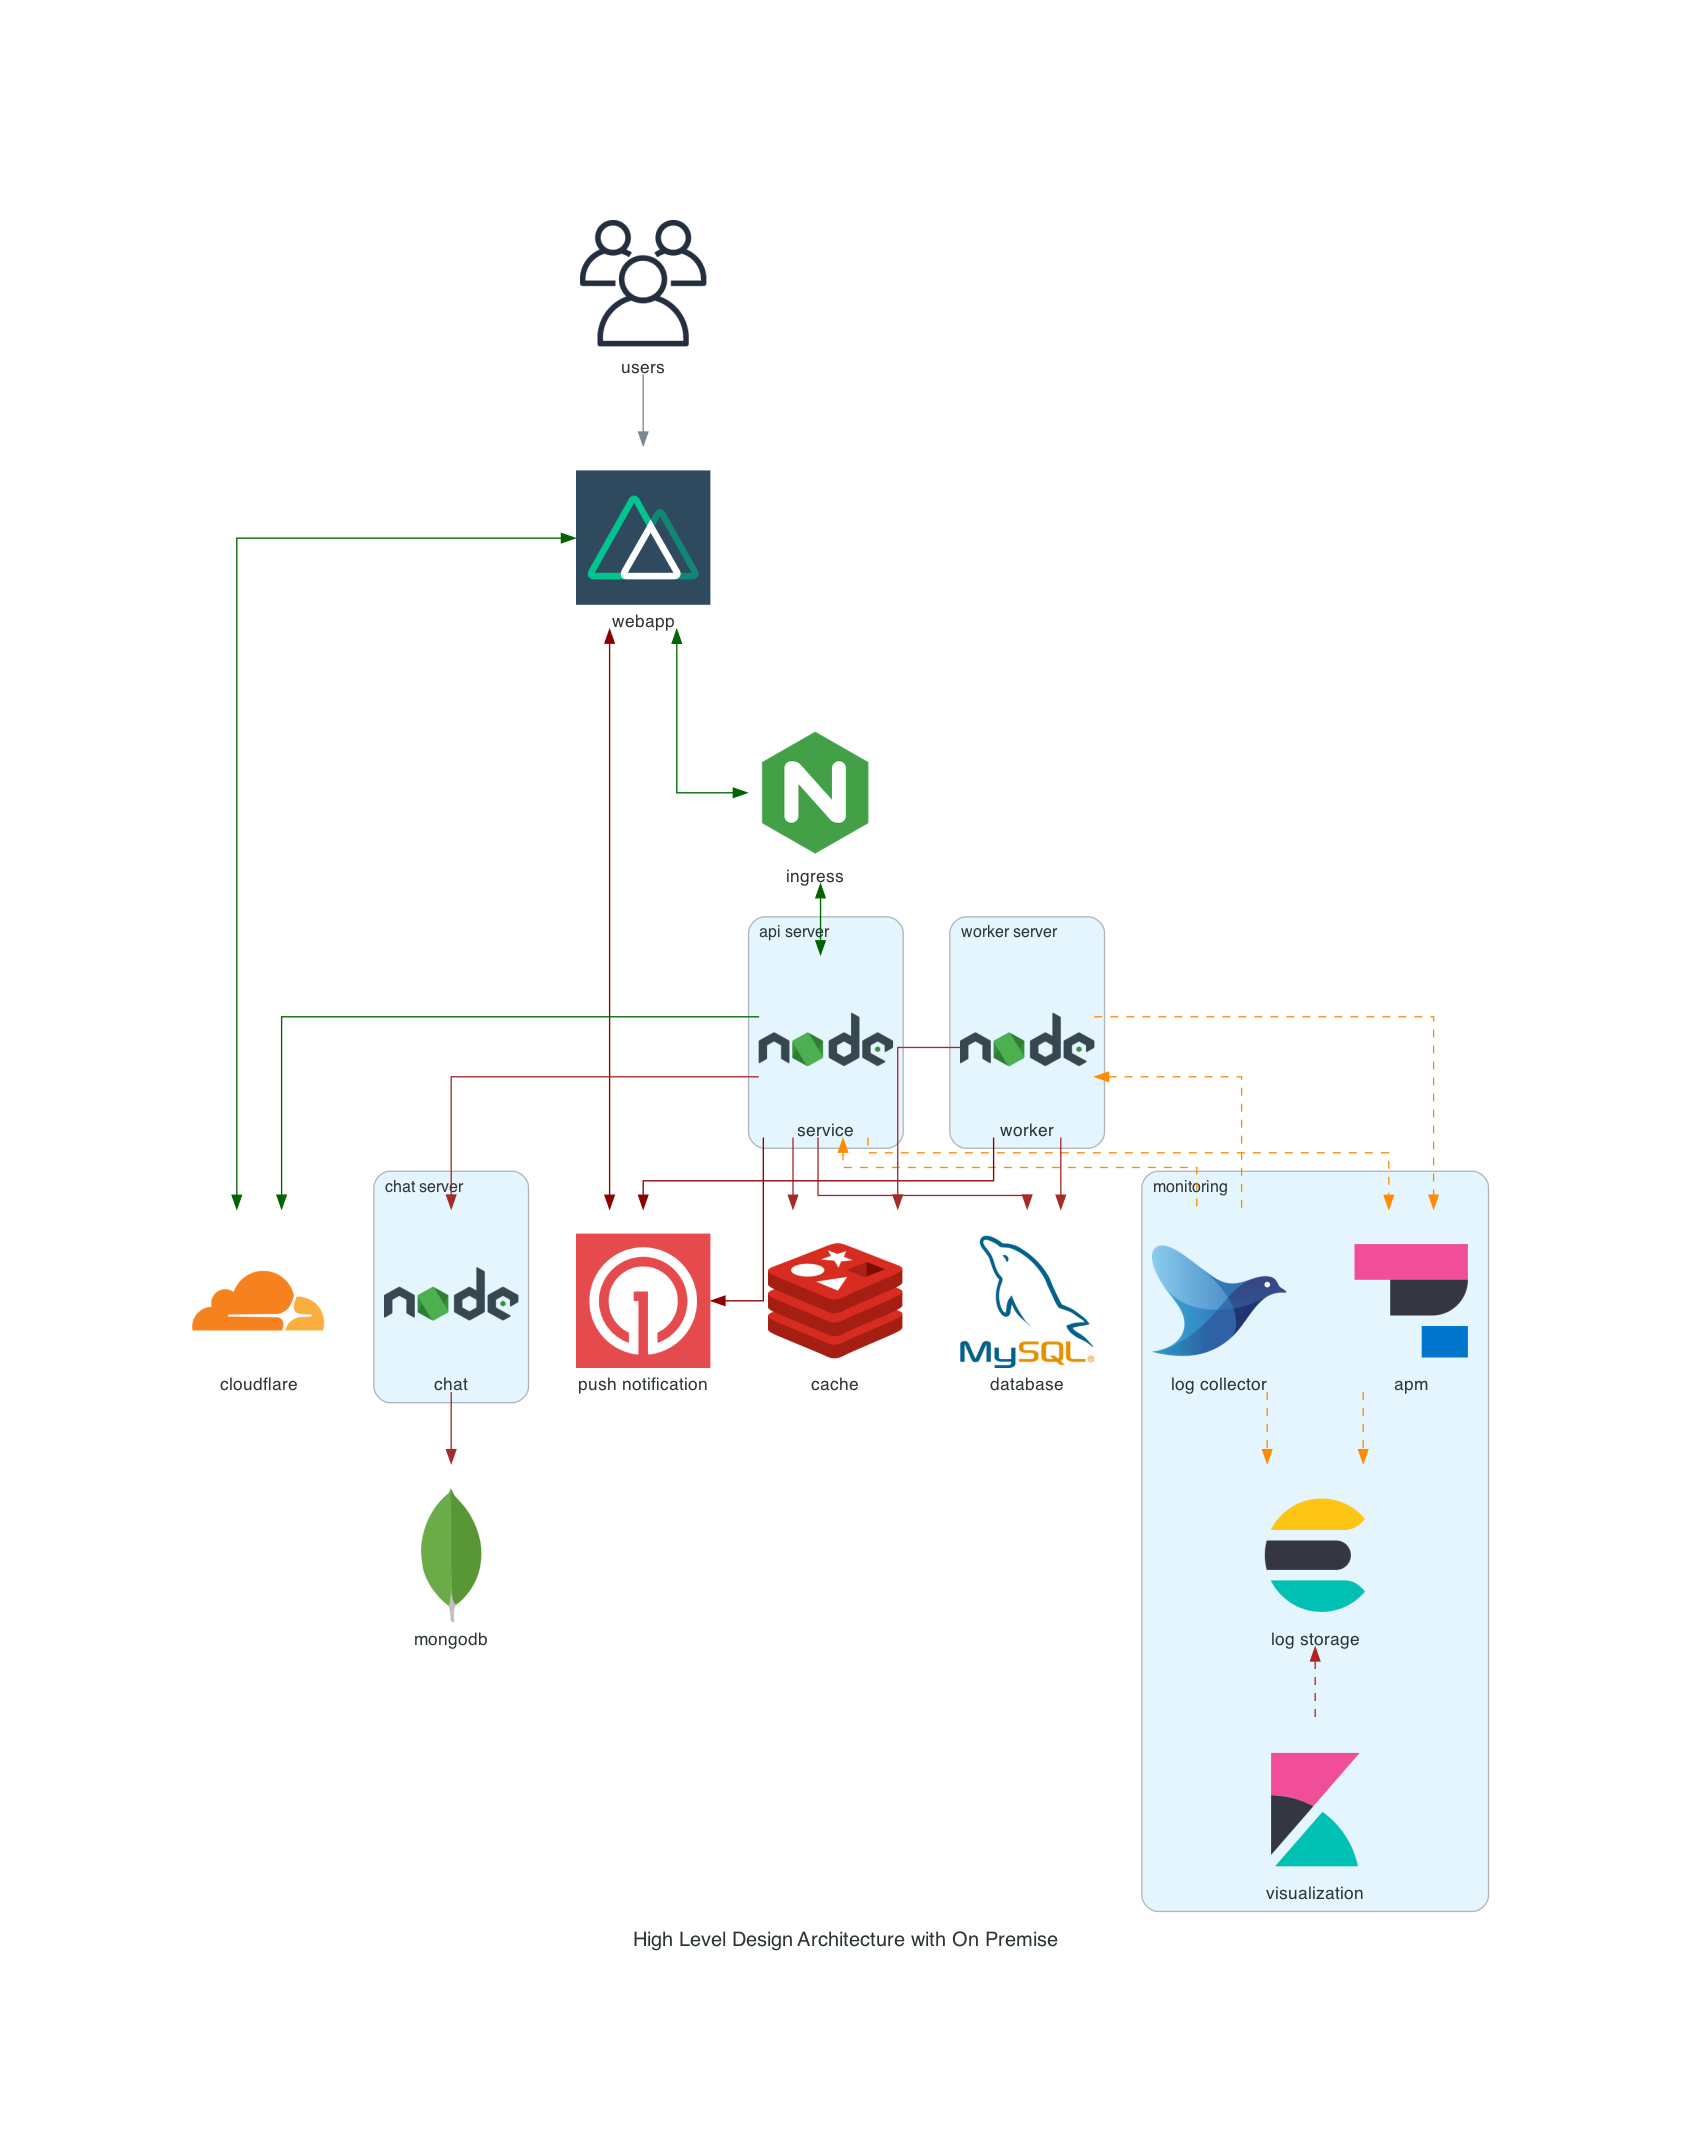 users
webapp
ingress
api server
worker server
node
node
service
worker
chat server
monitoring
node
MySQL®
cloudflare
chat
push notification
cache
database
log collector
apm
mongodb
log storage
visualization
High Level Design Architecture with On Premise